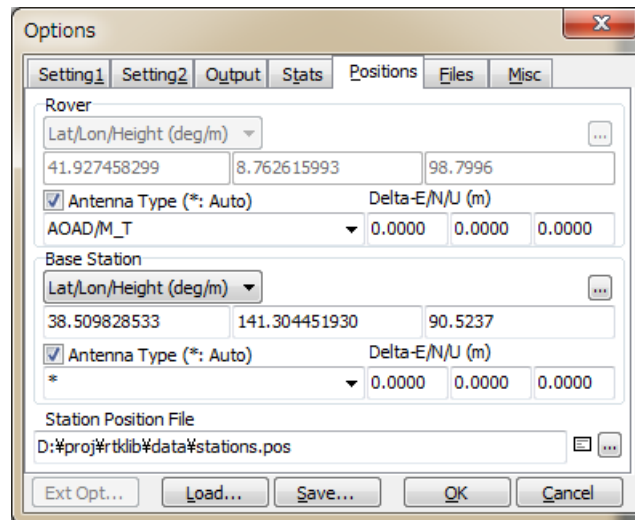 Options
Setting1 Setting2 Output Stats Positions Files Misc
Rover
Lat/Lon/Height (deg/m) ...
41.927458299 8.762615993 98.7996
Antenna Type (*: Auto) Delta-E/N/U (m)
AOAD/M_T 0.0000 0.0000 0.0000
Base Station
Lat/Lon/Height (deg/m) ...
38.509828533 141.304451930 90.5237
Antenna Type (*: Auto) Delta-E/N/U (m)
* 0.0000 0.0000 0.0000
Station Position File
D:¥proj¥rtklib¥data¥stations.pos ...
Ext Opt... Load... Save... OK Cancel